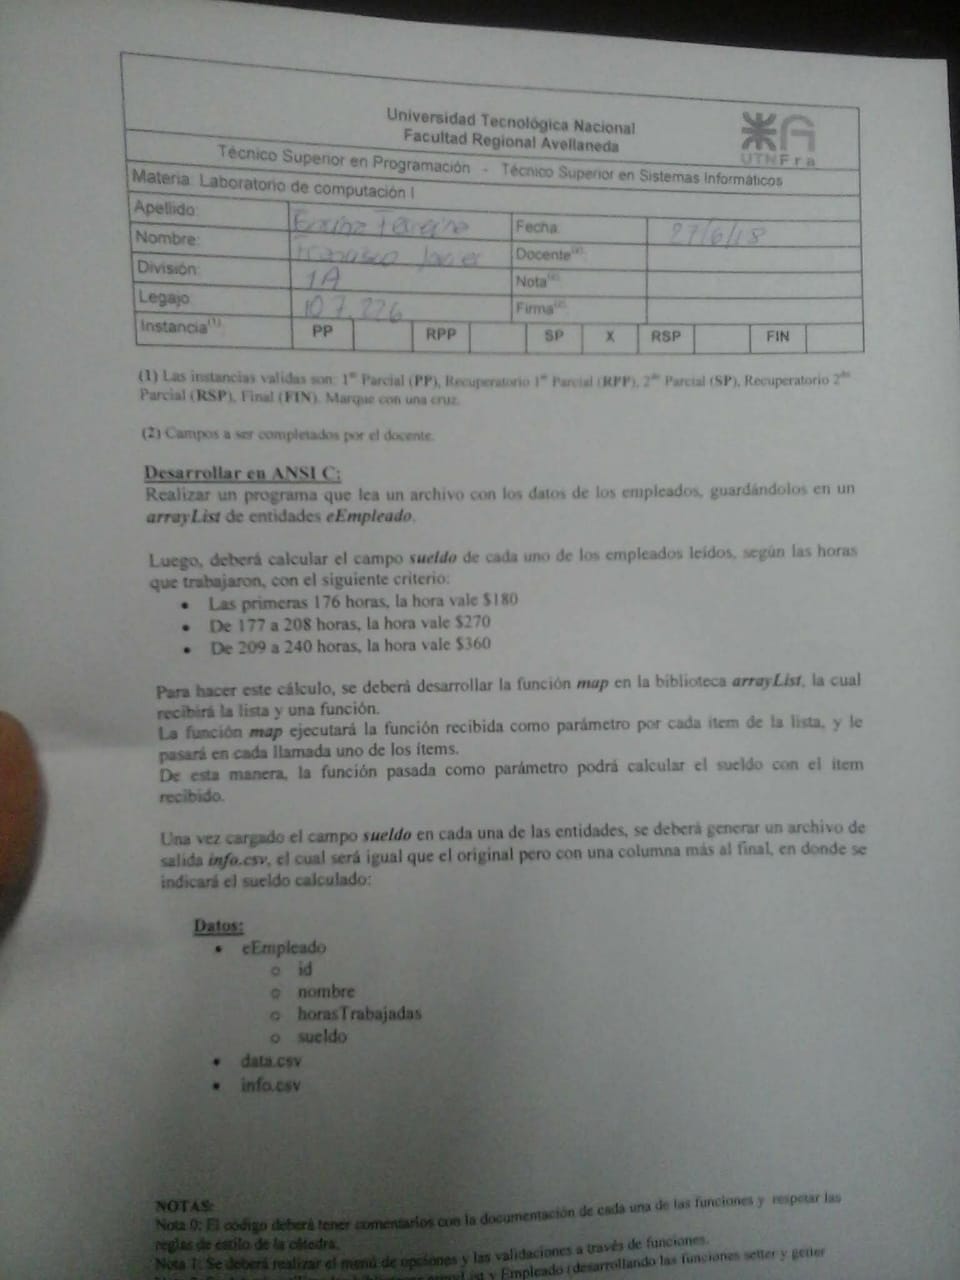 Universidad Tecnológica Nacional
Facultad Regional Avellaneda
UTNFra
Técnico Superior en Programación - Técnico Superior en Sistemas Informáticos
Materia: Laboratorio de computación I
Apellido:
Fecha: 27/6/18
Nombre: Francisco Javier
Docente(2):
División: 1A
Nota(2):
Legajo: 107.226
Firma(2):
Instancia(1) PP RPP SP X RSP FIN
(1) Las instancias validas son: 1er Parcial (PP), Recuperatorio 1er Parcial (RPP), 2do Parcial (SP), Recuperatorio 2do
Parcial (RSP), Final (FIN). Marque con una cruz.
(2) Campos a ser completados por el docente.
Desarrollar en ANSI C:
Realizar un programa que lea un archivo con los datos de los empleados, guardándolos en un
arrayList de entidades eEmpleado.
Luego, deberá calcular el campo sueldo de cada uno de los empleados leídos, según las horas
que trabajaron, con el siguiente criterio:
• Las primeras 176 horas, la hora vale $180
• De 177 a 208 horas, la hora vale $270
• De 209 a 240 horas, la hora vale $360
Para hacer este cálculo, se deberá desarrollar la función map en la biblioteca arrayList, la cual
recibirá la lista y una función.
La función map ejecutará la función recibida como parámetro por cada ítem de la lista, y le
pasará en cada llamada uno de los ítems.
De esta manera, la función pasada como parámetro podrá calcular el sueldo con el ítem
recibido.
Una vez cargado el campo sueldo en cada una de las entidades, se deberá generar un archivo de
salida info.csv, el cual será igual que el original pero con una columna más al final, en donde se
indicará el sueldo calculado:
Datos:
• eEmpleado
o id
o nombre
o horasTrabajadas
o sueldo
• data.csv
• info.csv
NOTAS:
Nota 0: El código deberá tener comentarios con la documentación de cada una de las funciones y respetar las
reglas de estilo de la cátedra.
Nota 1: Se deberá realizar el menú de opciones y las validaciones a través de funciones.
y Empleado (desarrollando las funciones setter y getter